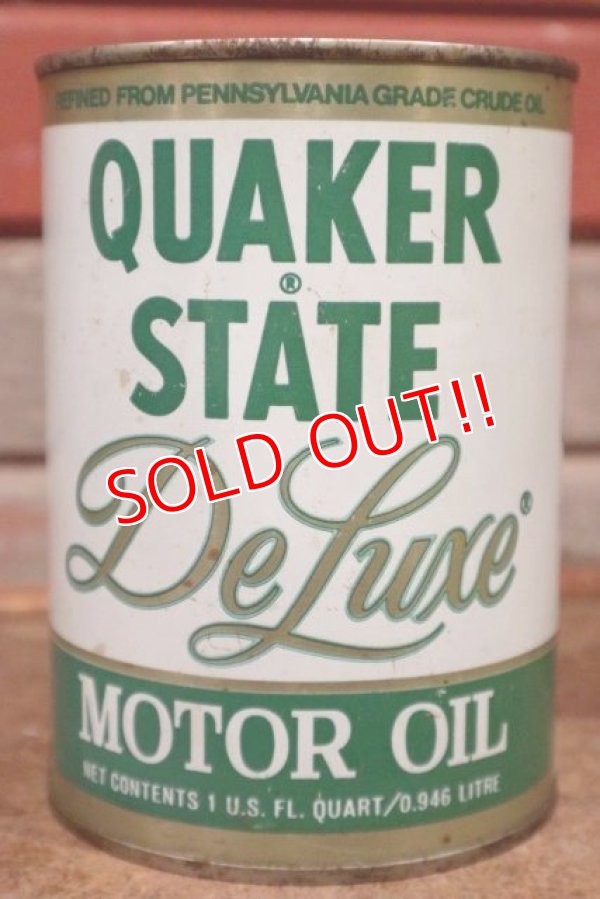 REFINED FROM PENNSYLVANIA GRADE CRUDE OIL
QUAKER
®
STATE
SOLD OUT!!
DeLuxe®
MOTOR OIL
NET CONTENTS 1 U.S. FL. QUART/0.946 LITRE